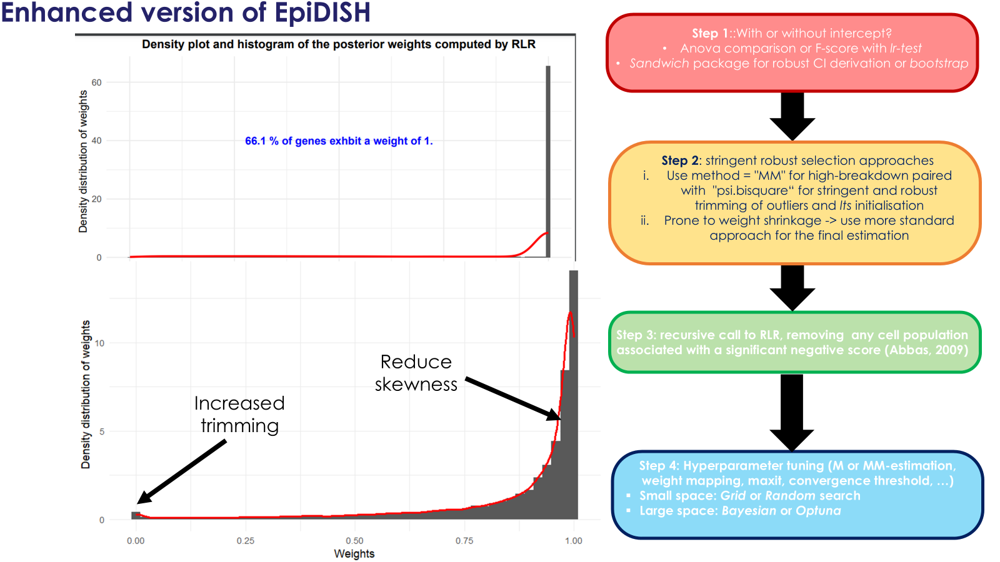 Enhanced version of EpiDISH
Density plot and histogram of the posterior weights computed by RLR
Density distribution of weights
60
40
20
0
66.1 % of genes exhbit a weight of 1.
Density distribution of weights
10
5
0
Increased
trimming
Reduce
skewness
0.00
0.25
0.50
0.75
1.00
Weights
Step 1::With or without intercept?
• Anova comparison or F-score with lr-test
• Sandwich package for robust CI derivation or bootstrap
Step 2: stringent robust selection approaches
i. Use method = "MM" for high-breakdown paired
with "psi.bisquare“ for stringent and robust
trimming of outliers and lts initialisation
ii. Prone to weight shrinkage -> use more standard
approach for the final estimation
Step 3: recursive call to RLR, removing any cell population
associated with a significant negative score (Abbas, 2009)
Step 4: Hyperparameter tuning (M or MM-estimation,
weight mapping, maxit, convergence threshold, …)
▪ Small space: Grid or Random search
▪ Large space: Bayesian or Optuna